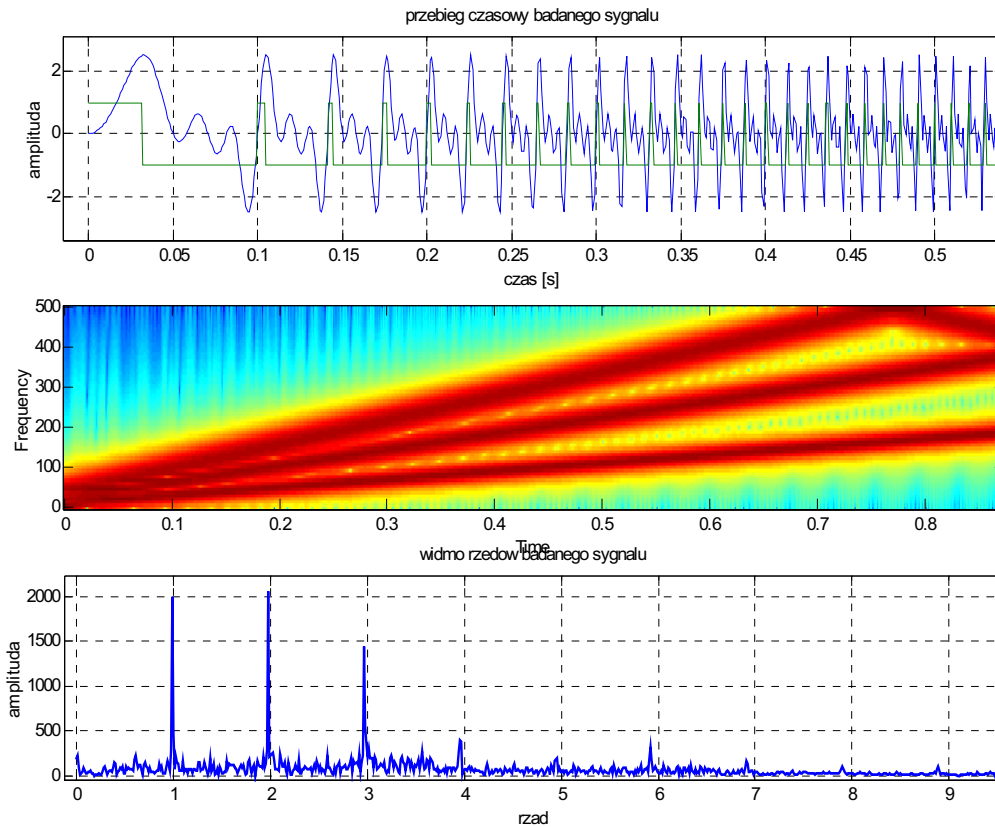 przebieg czasowy badanego sygnalu
amplituda
2
0
-2
0 0.05 0.1 0.15 0.2 0.25 0.3 0.35 0.4 0.45 0.5
czas [s]
Frequency
500
400
300
200
100
0
0 0.1 0.2 0.3 0.4 0.5 0.6 0.7 0.8
Time
widmo rzedow badanego sygnalu
amplituda
2000
1500
1000
500
0
0 1 2 3 4 5 6 7 8 9
rzad